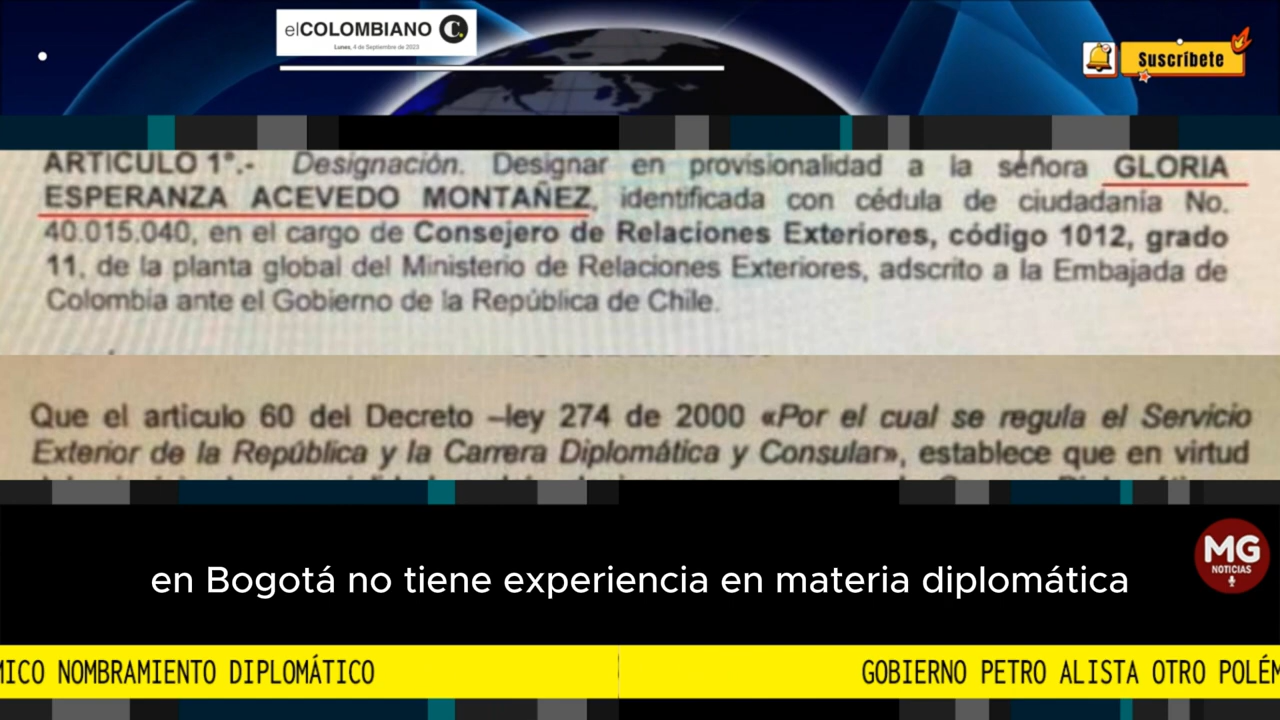 elCOLOMBIANO C.
Lunes, 4 de Septiembre de 2023
Suscríbete
ARTICULO 1°.- Designación. Designar en provisionalidad a la señora GLORIA
ESPERANZA ACEVEDO MONTAÑEZ, identificada con cédula de ciudadanía No.
40.015.040, en el cargo de Consejero de Relaciones Exteriores, código 1012, grado
11, de la planta global del Ministerio de Relaciones Exteriores, adscrito a la Embajada de
Colombia ante el Gobierno de la República de Chile.
Que el articulo 60 del Decreto –ley 274 de 2000 «Por el cual se regula el Servicio
Exterior de la República y la Carrera Diplomática y Consular», establece que en virtud
MG
NOTICIAS
en Bogotá no tiene experiencia en materia diplomática
MICO NOMBRAMIENTO DIPLOMÁTICO
GOBIERNO PETRO ALISTA OTRO POLÉM